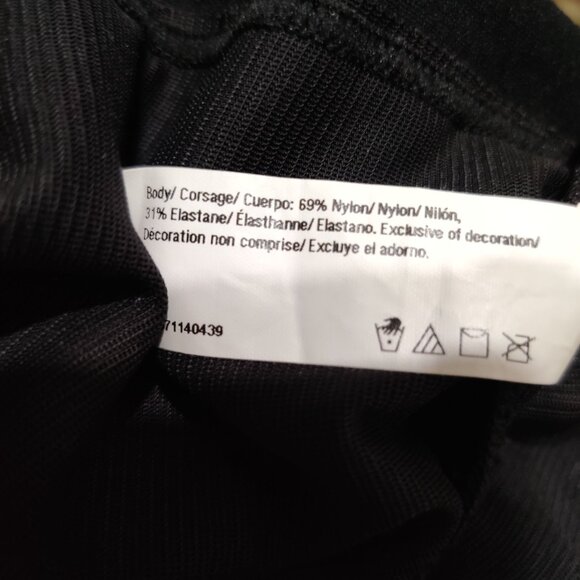 Body/ Corsage/ Cuerpo: 69% Nylon/ Nylon/ Nilón,
31% Elastane/ Élasthanne/ Elastano. Exclusive of decoration/
Décoration non comprise/ Excluye el adorno.
71140439